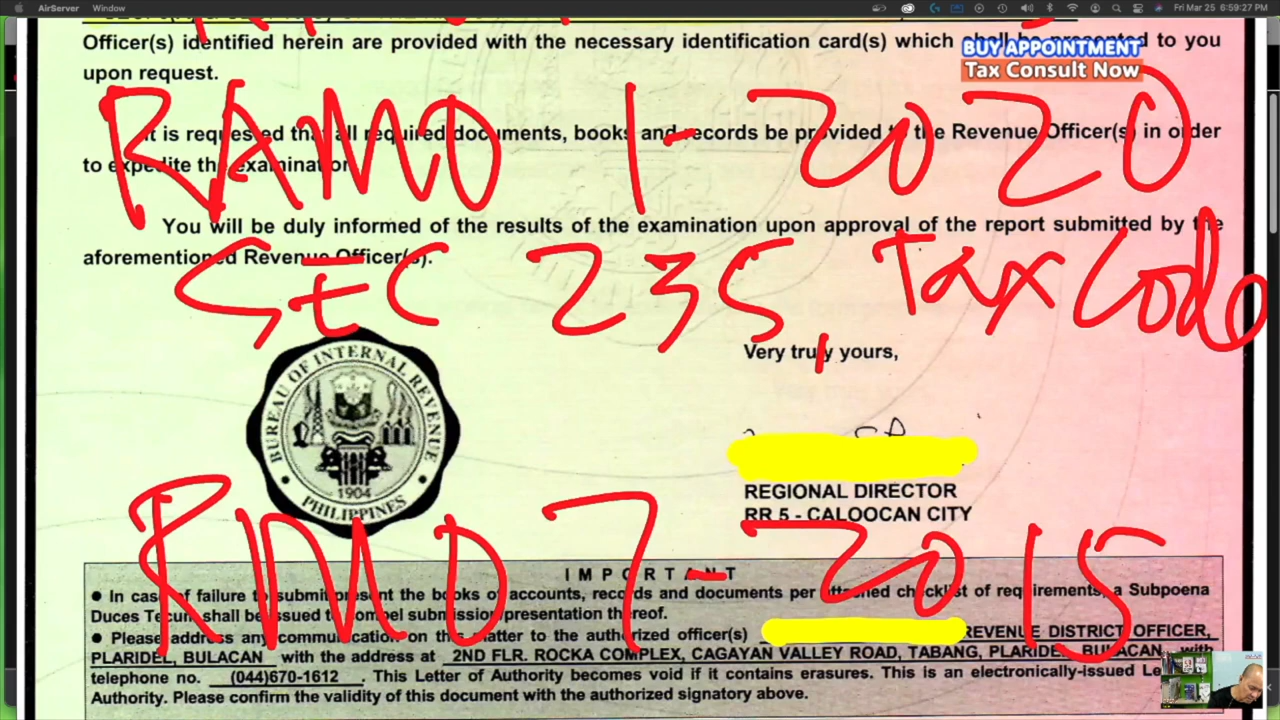 AirServer Window Fri Mar 25 6:59:27 PM
Officer(s) identified herein are provided with the necessary identification card(s) which shall be presented to you
upon request.
BUY APPOINTMENT
Tax Consult Now
It is requested that all required documents, books and records be provided to the Revenue Officer(s) in order
to expedite the examination
RAMO 1-2020
You will be duly informed of the results of the examination upon approval of the report submitted by the
aforementioned Revenue Officer(s).
SEC 235, Tax Code
Very truly yours,
BUREAU OF INTERNAL REVENUE
1904
PHILIPPINES
REGIONAL DIRECTOR
RR 5 - CALOOCAN CITY
RMO 7-2015
IMPORTANT
● In case of failure to submit/present the books of accounts, records and documents per attached checklist of requirements, a Subpoena
Duces Tecum shall be issued to compel submission/presentation thereof.
● Please address any communication on this matter to the authorized officer(s) REVENUE DISTRICT OFFICER,
PLARIDEL, BULACAN with the address at 2ND FLR. ROCKA COMPLEX, CAGAYAN VALLEY ROAD, TABANG, PLARIDEL, BULACAN with
telephone no. (044)670-1612 This Letter of Authority becomes void if it contains erasures. This is an electronically-issued
Authority. Please confirm the validity of this document with the authorized signatory above.